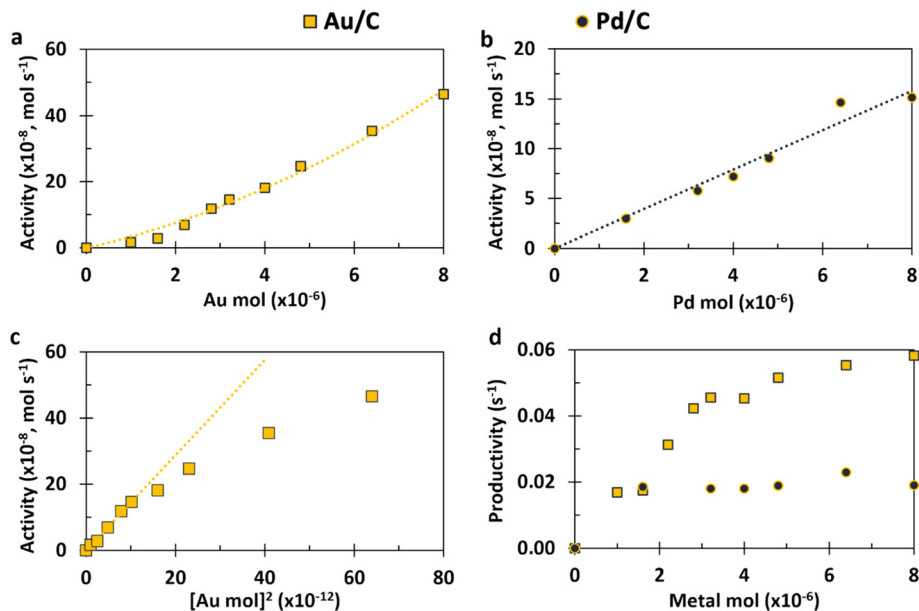 Au/C Pd/C
a
60
40
20
0
0 2 4 6 8
Activity (x10⁻⁸, mol s⁻¹)
Au mol (x10⁻⁶)
b
20
15
10
5
0
0 2 4 6 8
Activity (x10⁻⁸, mol s⁻¹)
Pd mol (x10⁻⁶)
c
60
40
20
0
0 20 40 60 80
Activity (x10⁻⁸, mol s⁻¹)
[Au mol]² (x10⁻¹²)
d
0.06
0.04
0.02
0.00
0 2 4 6 8
Productivity (s⁻¹)
Metal mol (x10⁻⁶)